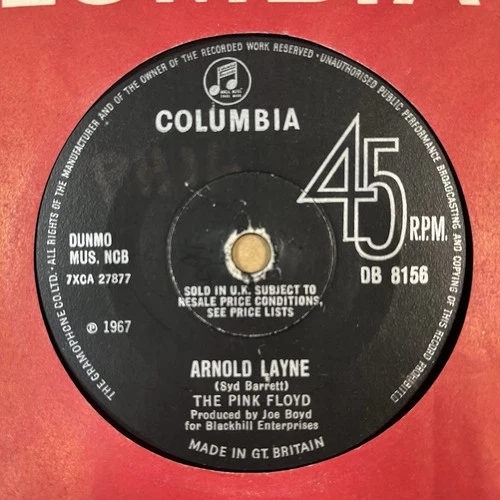 THE GRAMOPHONE CO. LTD. · ALL RIGHTS OF THE MANUFACTURER AND OF THE OWNER OF THE RECORDED WORK RESERVED · UNAUTHORISED PUBLIC PERFORMANCE BROADCASTING AND COPYING OF THIS RECORD PROHIBITED
COLUMBIA
45
R.P.M.
DUNMO
MUS. NCB
7XCA 27877
DB 8156
SOLD IN U.K. SUBJECT TO
RESALE PRICE CONDITIONS,
SEE PRICE LISTS
℗ 1967
ARNOLD LAYNE
(Syd Barrett)
THE PINK FLOYD
Produced by Joe Boyd
for Blackhill Enterprises
MADE IN GT. BRITAIN